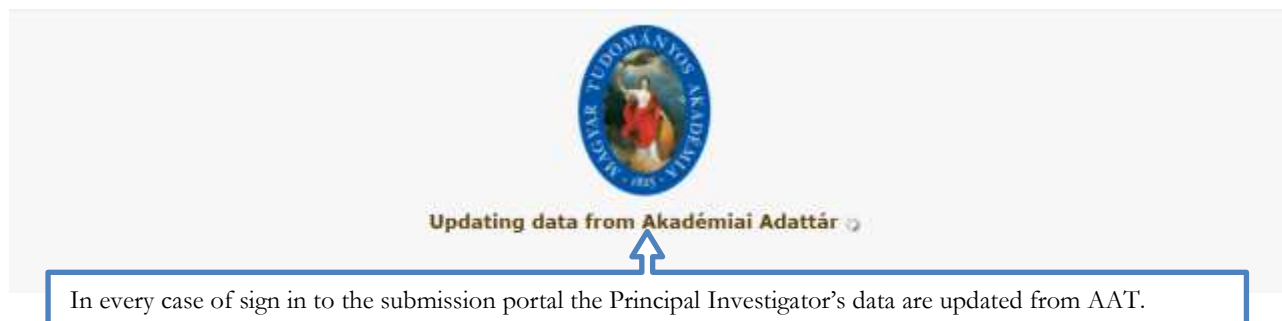 MAGYAR TUDOMÁNYOS AKADÉMIA
· 1825 ·
Updating data from Akadémiai Adattár
In every case of sign in to the submission portal the Principal Investigator's data are updated from AAT.